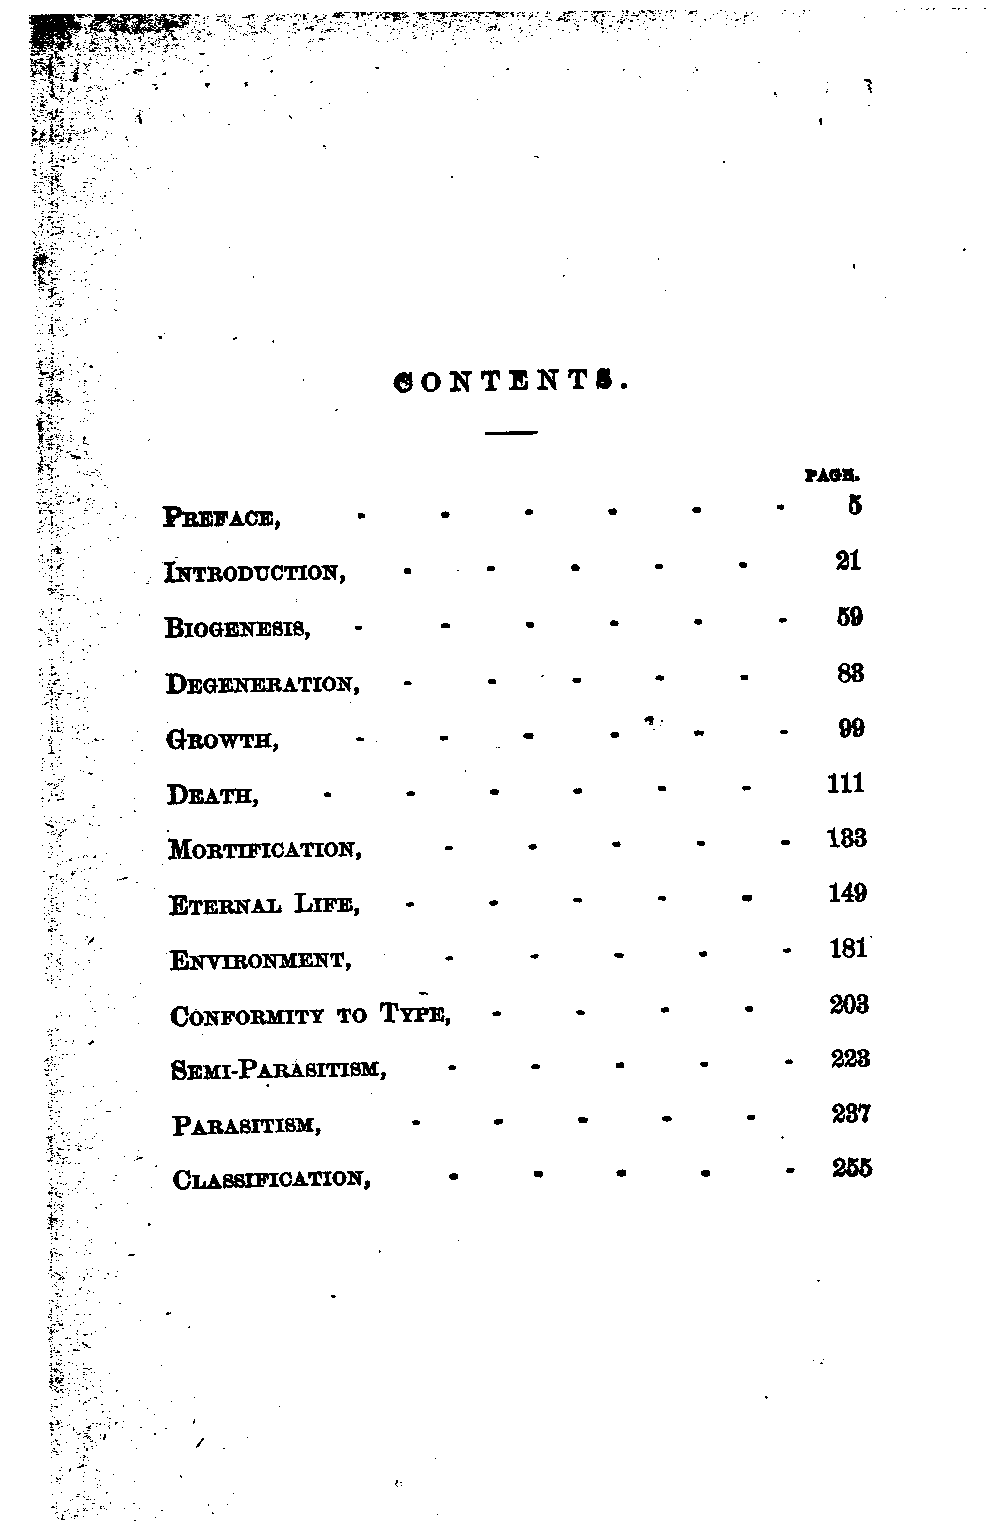 CONTENTS.
PAGE.
PREFACE, - - - - - - 5
INTRODUCTION, - - - - - 21
BIOGENESIS, - - - - - - 59
DEGENERATION, - - - - - 83
GROWTH, - - - - - - 99
DEATH, - - - - - - 111
MORTIFICATION, - - - - - 133
ETERNAL LIFE, - - - - - 149
ENVIRONMENT, - - - - - 181
CONFORMITY TO TYPE, - - - - 203
SEMI-PARASITISM, - - - - - 223
PARASITISM, - - - - - 237
CLASSIFICATION, - - - - - 255